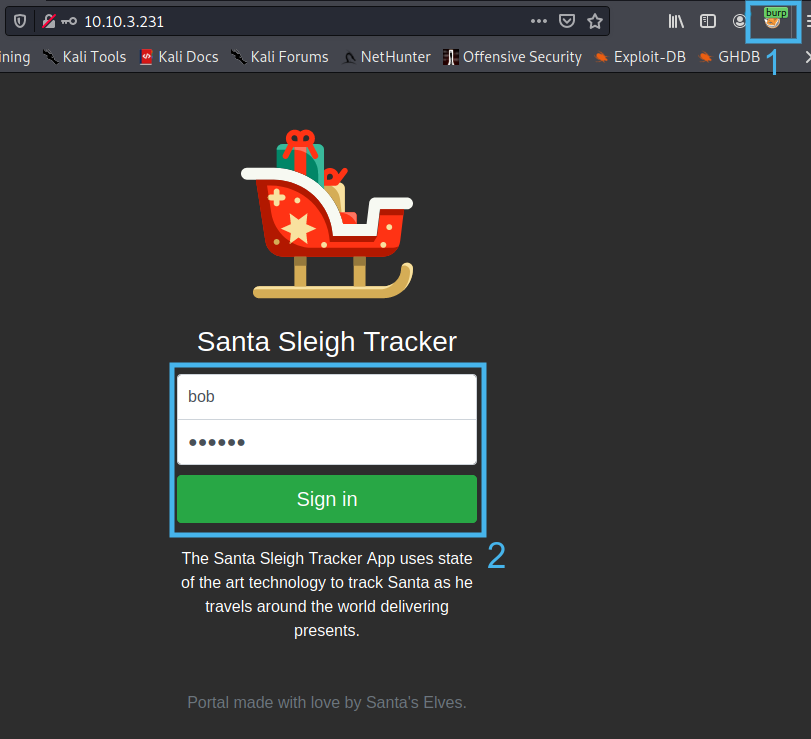 10.10.3.231
burp
ining Kali Tools Kali Docs Kali Forums NetHunter Offensive Security Exploit-DB GHDB
1
Santa Sleigh Tracker
bob
••••••
Sign in
2
The Santa Sleigh Tracker App uses state
of the art technology to track Santa as he
travels around the world delivering
presents.
Portal made with love by Santa's Elves.